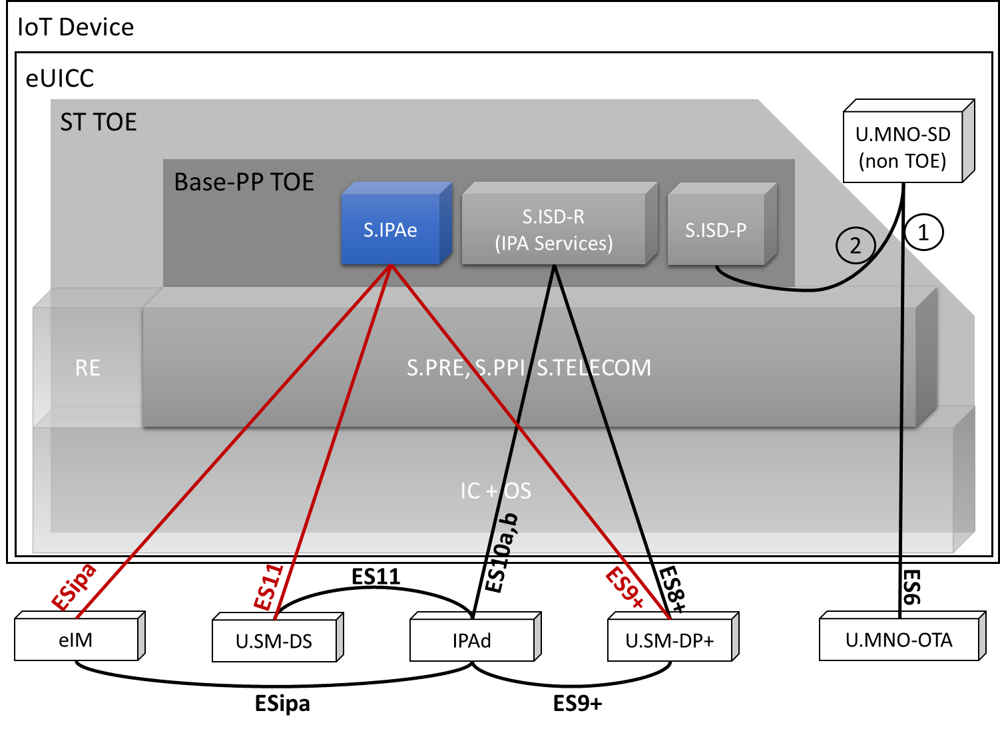 IoT Device
eUICC
ST TOE
U.MNO-SD
(non TOE)
Base-PP TOE
S.IPAe
S.ISD-R
(IPA Services)
S.ISD-P
2
1
RE
S.PRE, S.PPI, S.TELECOM
IC + OS
ESipa
ES11
ES11
ES10a,b
ES9+
ES8+
ES6
eIM
U.SM-DS
IPAd
U.SM-DP+
U.MNO-OTA
ESipa
ES9+